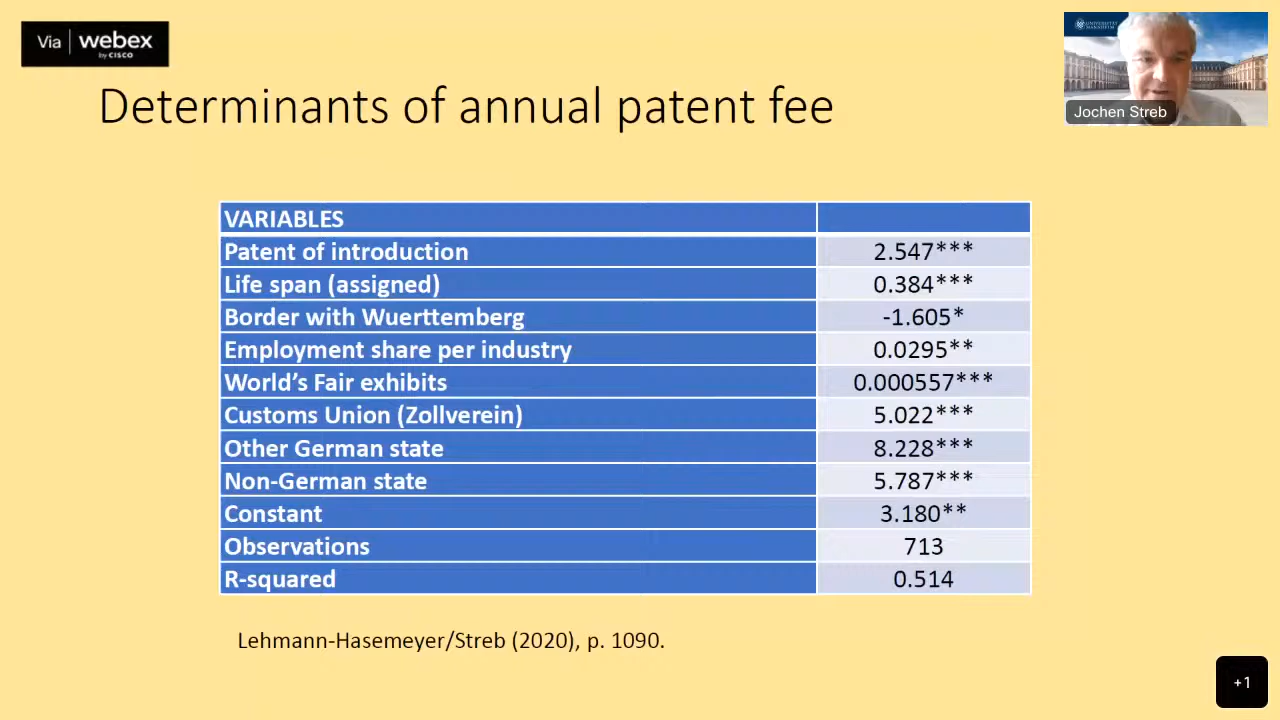 Via | webex
by CISCO
UNIVERSITÄT
MANNHEIM
Jochen Streb
Determinants of annual patent fee
VARIABLES
Patent of introduction 2.547***
Life span (assigned) 0.384***
Border with Wuerttemberg -1.605*
Employment share per industry 0.0295**
World’s Fair exhibits 0.000557***
Customs Union (Zollverein) 5.022***
Other German state 8.228***
Non-German state 5.787***
Constant 3.180**
Observations 713
R-squared 0.514
Lehmann-Hasemeyer/Streb (2020), p. 1090.
+1